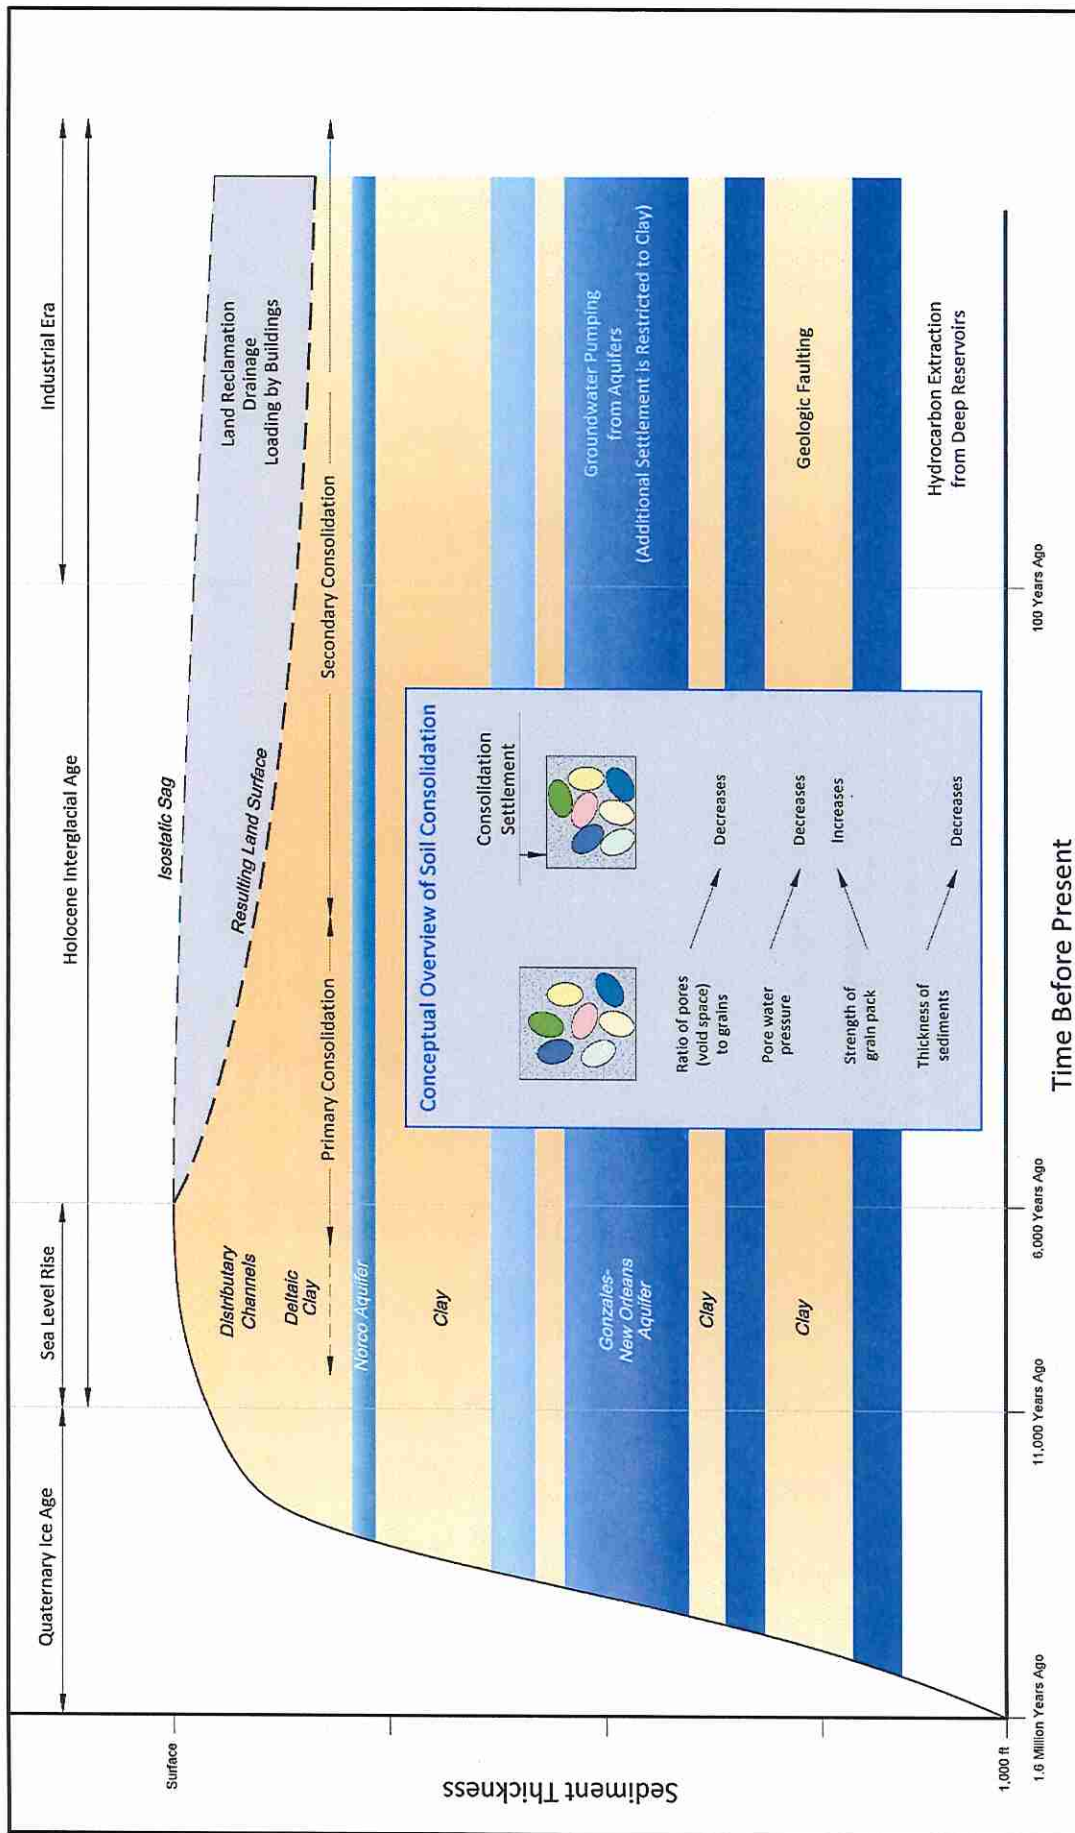 Quaternary Ice Age
Sea Level Rise
Industrial Era
Holocene Interglacial Age
Surface
Isostatic Sag
Land Reclamation
Drainage
Loading by Buildings
Resulting Land Surface
Distributary
Channels
Deltaic
Clay
Primary Consolidation
Secondary Consolidation
Norco Aquifer
Clay
Gonzales-
New Orleans
Aquifer
Groundwater Pumping
from Aquifers
(Additional Settlement is Restricted to Clay)
Clay
Clay
Geologic Faulting
Hydrocarbon Extraction
from Deep Reservoirs
Conceptual Overview of Soil Consolidation
Consolidation
Settlement
Ratio of pores
(void space)
to grains
Decreases
Pore water
pressure
Decreases
Strength of
grain pack
Increases
Thickness of
sediments
Decreases
Sediment Thickness
1,000 ft
1.6 Million Years Ago
11,000 Years Ago
6,000 Years Ago
100 Years Ago
Time Before Present